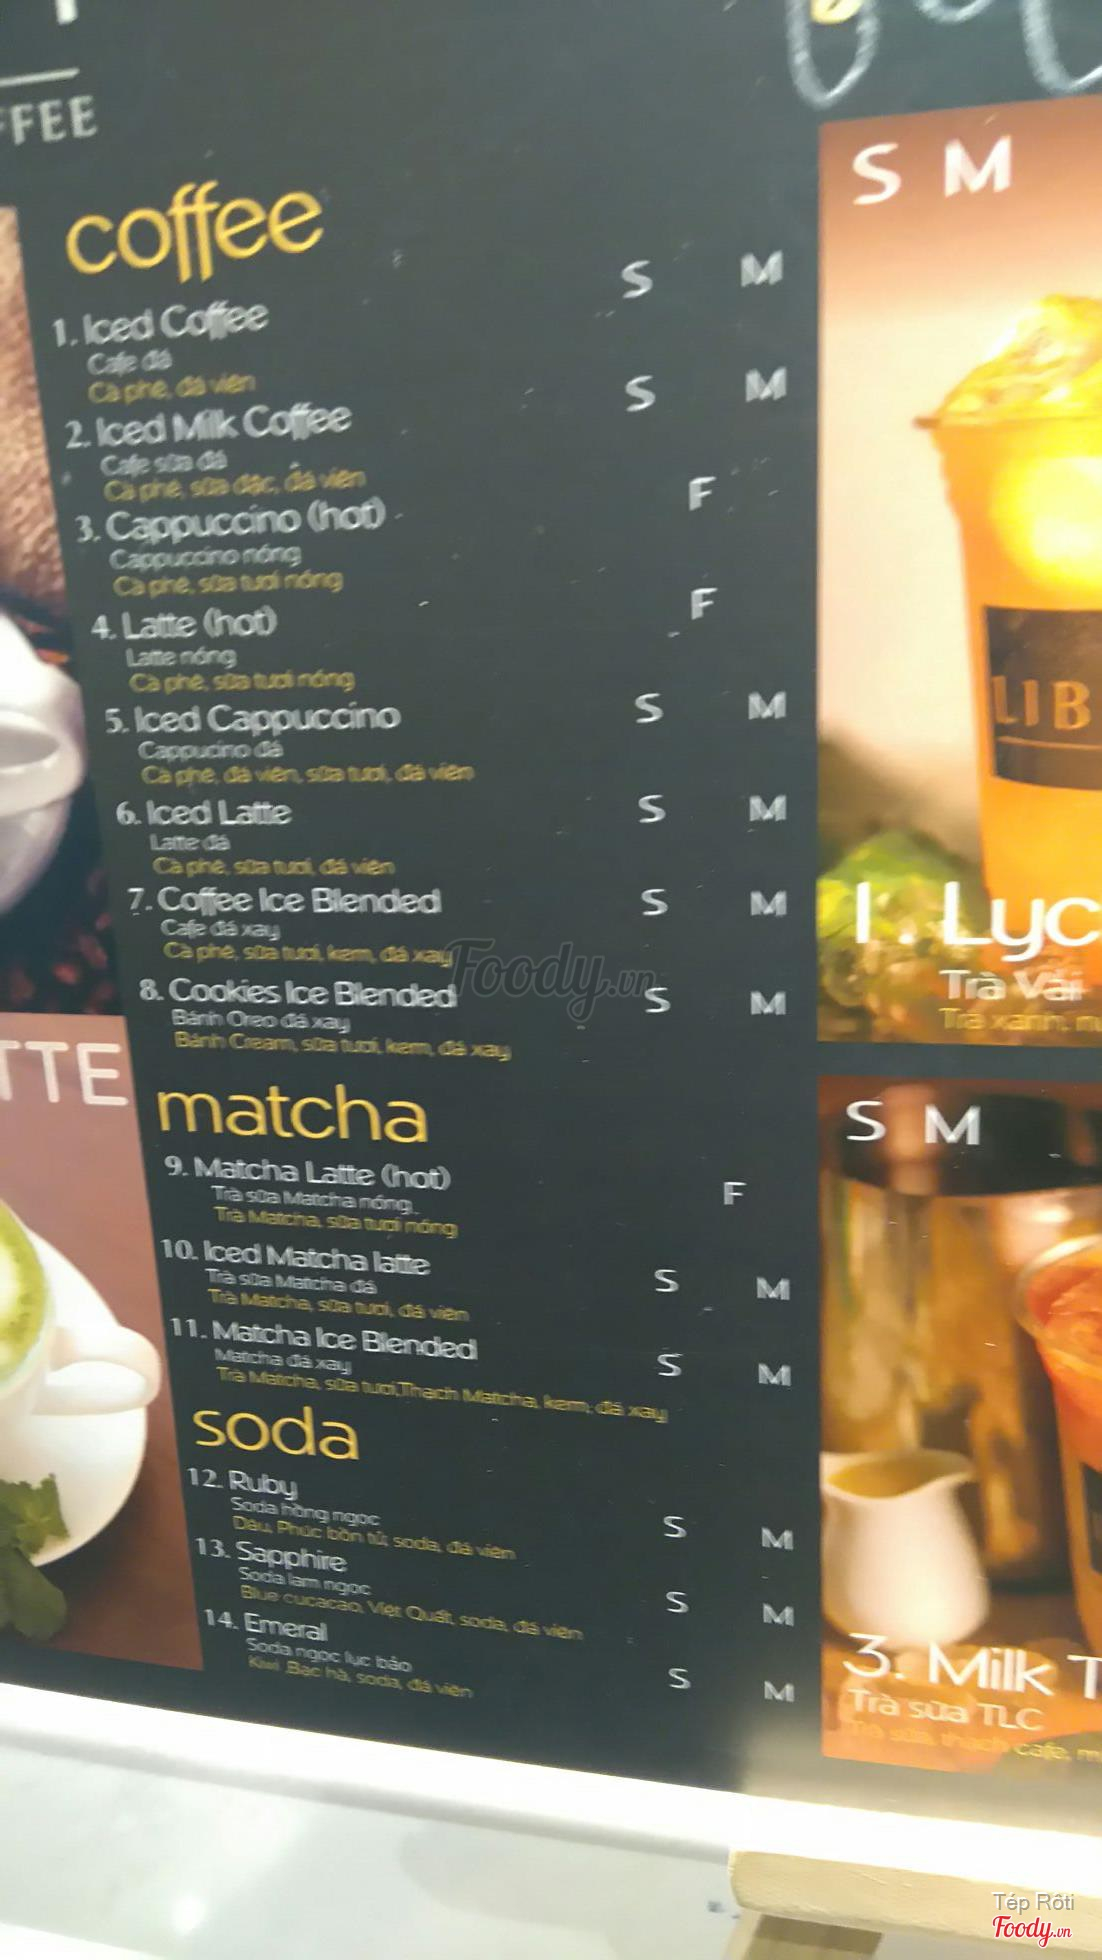 FFEE
coffee
1. Iced Coffee S M
Cafe đá
Cà phê, đá viên
2. Iced Milk Coffee S M
Cafe sữa đá
Cà phê, sữa đặc, đá viên
3. Cappuccino (hot) F
Cappuccino nóng
Cà phê, sữa tươi nóng
4. Latte (hot) F
Latte nóng
Cà phê, sữa tươi nóng
5. Iced Cappuccino S M
Cappucino đá
Cà phê, đá viên, sữa tươi, đá viên
6. Iced Latte S M
Latte đá
Cà phê, sữa tươi, đá viên
7. Coffee Ice Blended S M
Cafe đá xay
Cà phê, sữa tươi, kem, đá xay
8. Cookies Ice Blended S M
Bánh Oreo đá xay
Bánh Cream, sữa tươi, kem, đá xay
matcha
9. Matcha Latte (hot) F
Trà sữa Matcha nóng
Trà Matcha, sữa tươi nóng
10. Iced Matcha latte S M
Trà sữa Matcha đá
Trà Matcha, sữa tươi, đá viên
11. Matcha Ice Blended S M
Matcha đá xay
Trà Matcha, sữa tươi,Thạch Matcha, kem, đá xay
soda
12. Ruby S M
Soda hồng ngọc
Dâu, Phúc bồn tử, soda, đá viên
13. Sapphire S M
Soda lam ngọc
Blue cucacao, Việt Quất, soda, đá viên
14. Emeral S M
Soda ngọc lục bảo
Kiwi ,Bạc hà, soda, đá viên
TTE
S M
LIB
1. Lyc
Trà Vải
Trà xanh,
S M
3. Milk T
Trà sữa TLC
Trà sữa, thạch cafe,
Foody.vn
Tép Rôti
Foody.vn